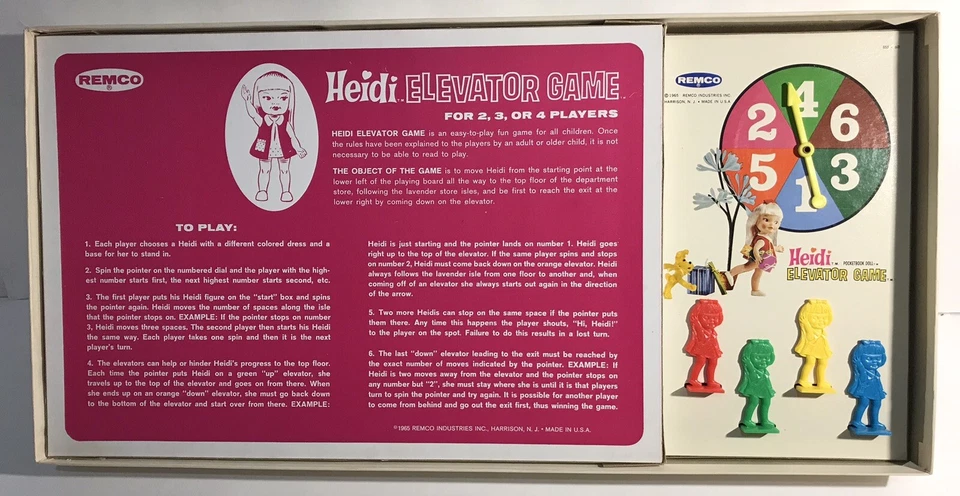 REMCO
®
Heidi™ ELEVATOR GAME™
FOR 2, 3, OR 4 PLAYERS
HEIDI ELEVATOR GAME is an easy-to-play fun game for all children. Once
the rules have been explained to the players by an adult or older child, it is not
necessary to be able to read to play.
THE OBJECT OF THE GAME is to move Heidi from the starting point at the
lower left of the playing board all the way to the top floor of the department
store, following the lavender store isles, and be first to reach the exit at the
lower right by coming down on the elevator.
TO PLAY:
1. Each player chooses a Heidi with a different colored dress and a
base for her to stand in.
2. Spin the pointer on the numbered dial and the player with the high-
est number starts first, the next highest number starts second, etc.
3. The first player puts his Heidi figure on the "start" box and spins
the pointer again. Heidi moves the number of spaces along the isle
that the pointer stops on. EXAMPLE: If the pointer stops on number
3, Heidi moves three spaces. The second player then starts his Heidi
the same way. Each player takes one spin and then it is the next
player's turn.
4. The elevators can help or hinder Heidi's progress to the top floor.
Each time the pointer puts Heidi on a green "up" elevator, she
travels up to the top of the elevator and goes on from there. When
she ends up on an orange "down" elevator, she must go back down
to the bottom of the elevator and start over from there. EXAMPLE:
Heidi is just starting and the pointer lands on number 1. Heidi goes
right up to the top of the elevator. If the same player spins and stops
on number 2, Heidi must come back down on the orange elevator. Heidi
always follows the lavender isle from one floor to another and, when
coming off of an elevator she always starts out again in the direction
of the arrow.
5. Two more Heidis can stop on the same space if the pointer puts
them there. Any time this happens the player shouts, "Hi, Heidi!"
to the player on the spot. Failure to do this results in a lost turn.
6. The last "down" elevator leading to the exit must be reached by
the exact number of moves indicated by the pointer. EXAMPLE: If
Heidi is two moves away from the elevator and the pointer stops on
any number but "2", she must stay where she is until it is that players
turn to spin the pointer and try again. It is possible for another player
to come from behind and go out the exit first, thus winning the game.
©1965 REMCO INDUSTRIES INC., HARRISON, N. J. • MADE IN U.S.A.
REMCO
©1965 REMCO INDUSTRIES INC.
HARRISON, N. J. • MADE IN U.S.A.
4
2
6
5
3
1
Heidi™ POCKETBOOK DOLL™
ELEVATOR GAME™